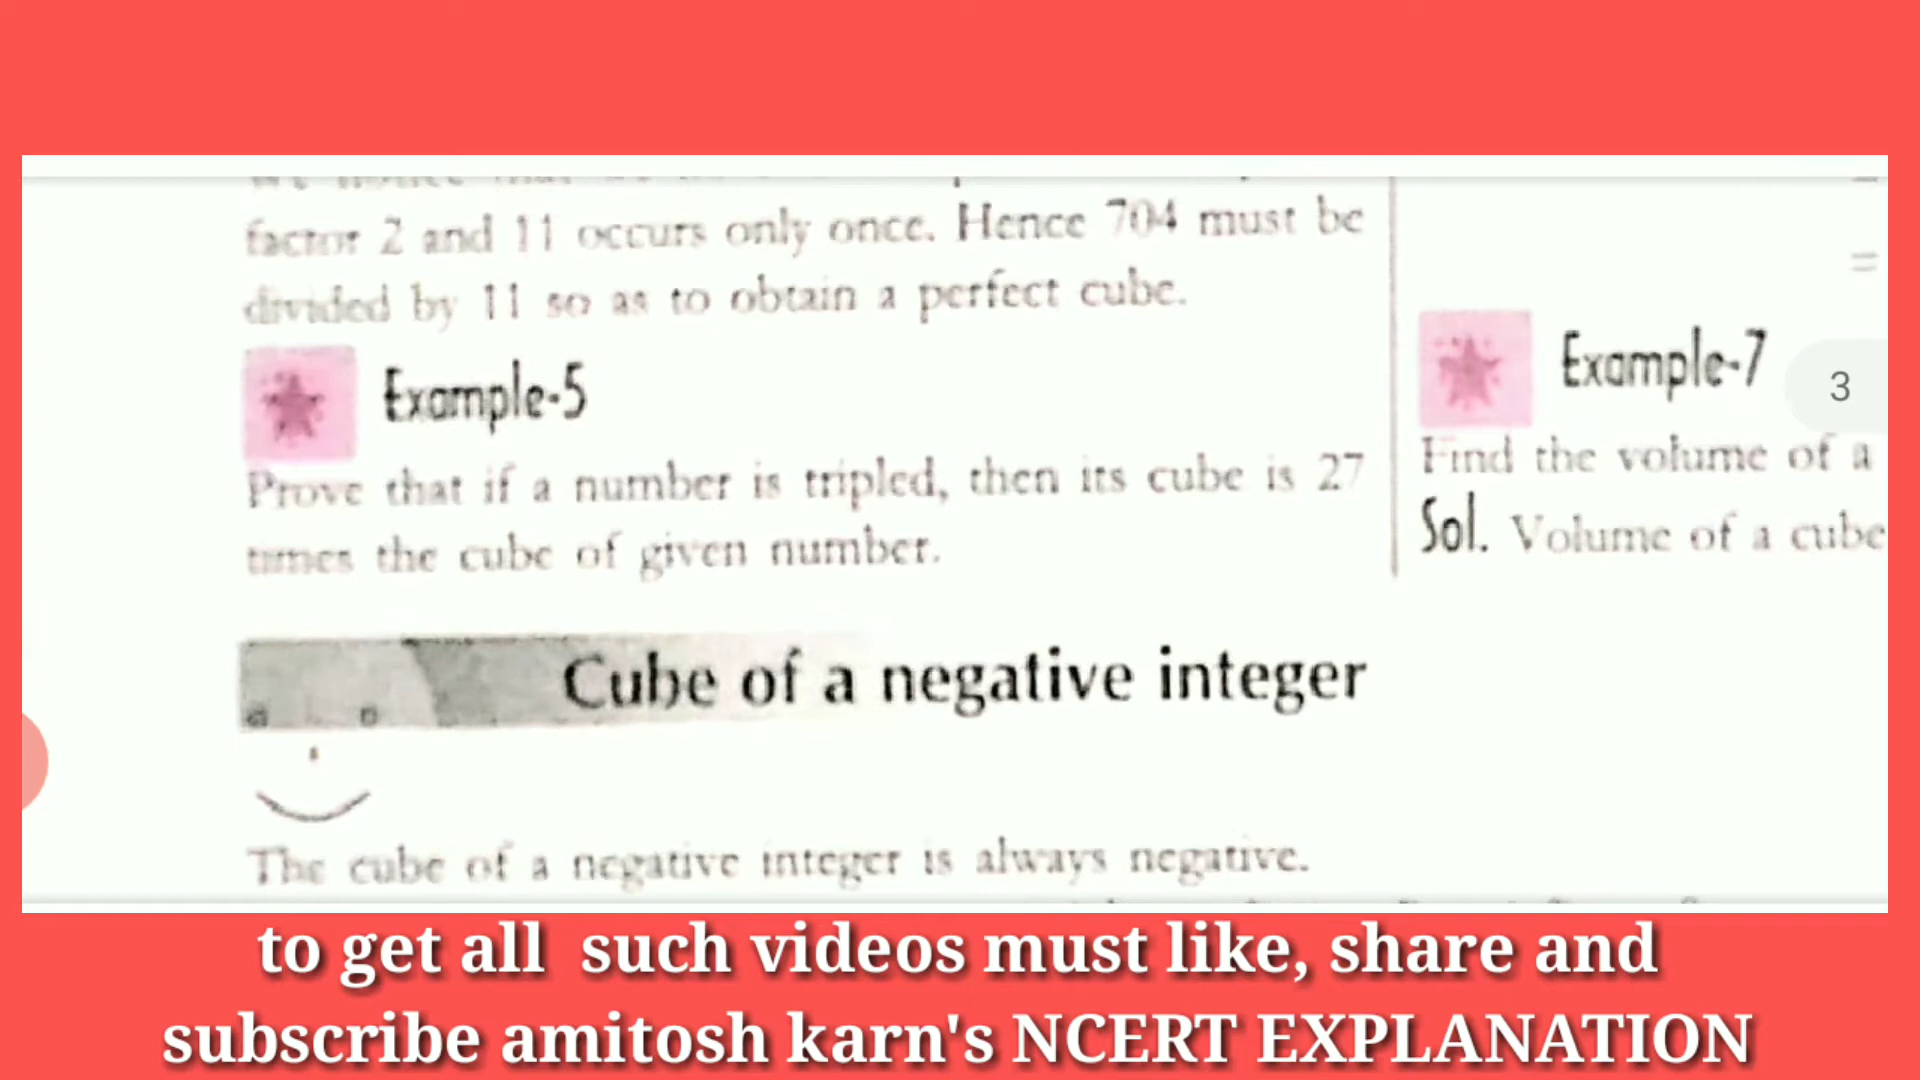 factor 2 and 11 occurs only once. Hence 704 must be
divided by 11 so as to obtain a perfect cube.
Example-5
Prove that if a number is tripled, then its cube is 27
times the cube of given number.
Cube of a negative integer
The cube of a negative integer is always negative.
=
Example-7
3
Find the volume of a
Sol. Volume of a cube
to get all such videos must like, share and
subscribe amitosh karn's NCERT EXPLANATION